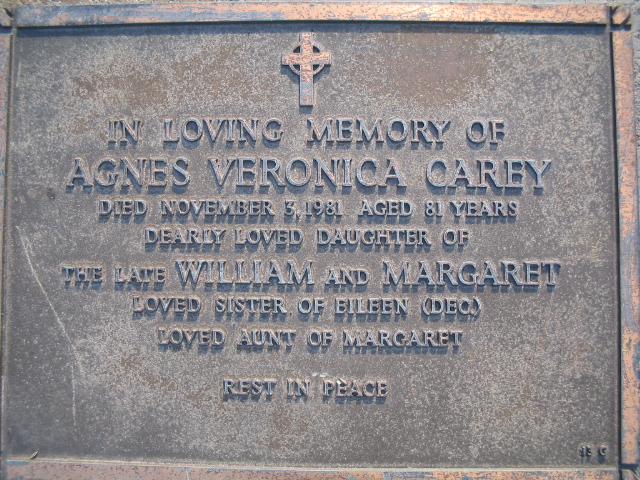 IN LOVING MEMORY OF
AGNES VERONICA CAREY
DIED NOVEMBER 3, 1981 AGED 81 YEARS
DEARLY LOVED DAUGHTER OF
THE LATE WILLIAM AND MARGARET
LOVED SISTER OF EILEEN (DEC.)
LOVED AUNT OF MARGARET
REST IN PEACE